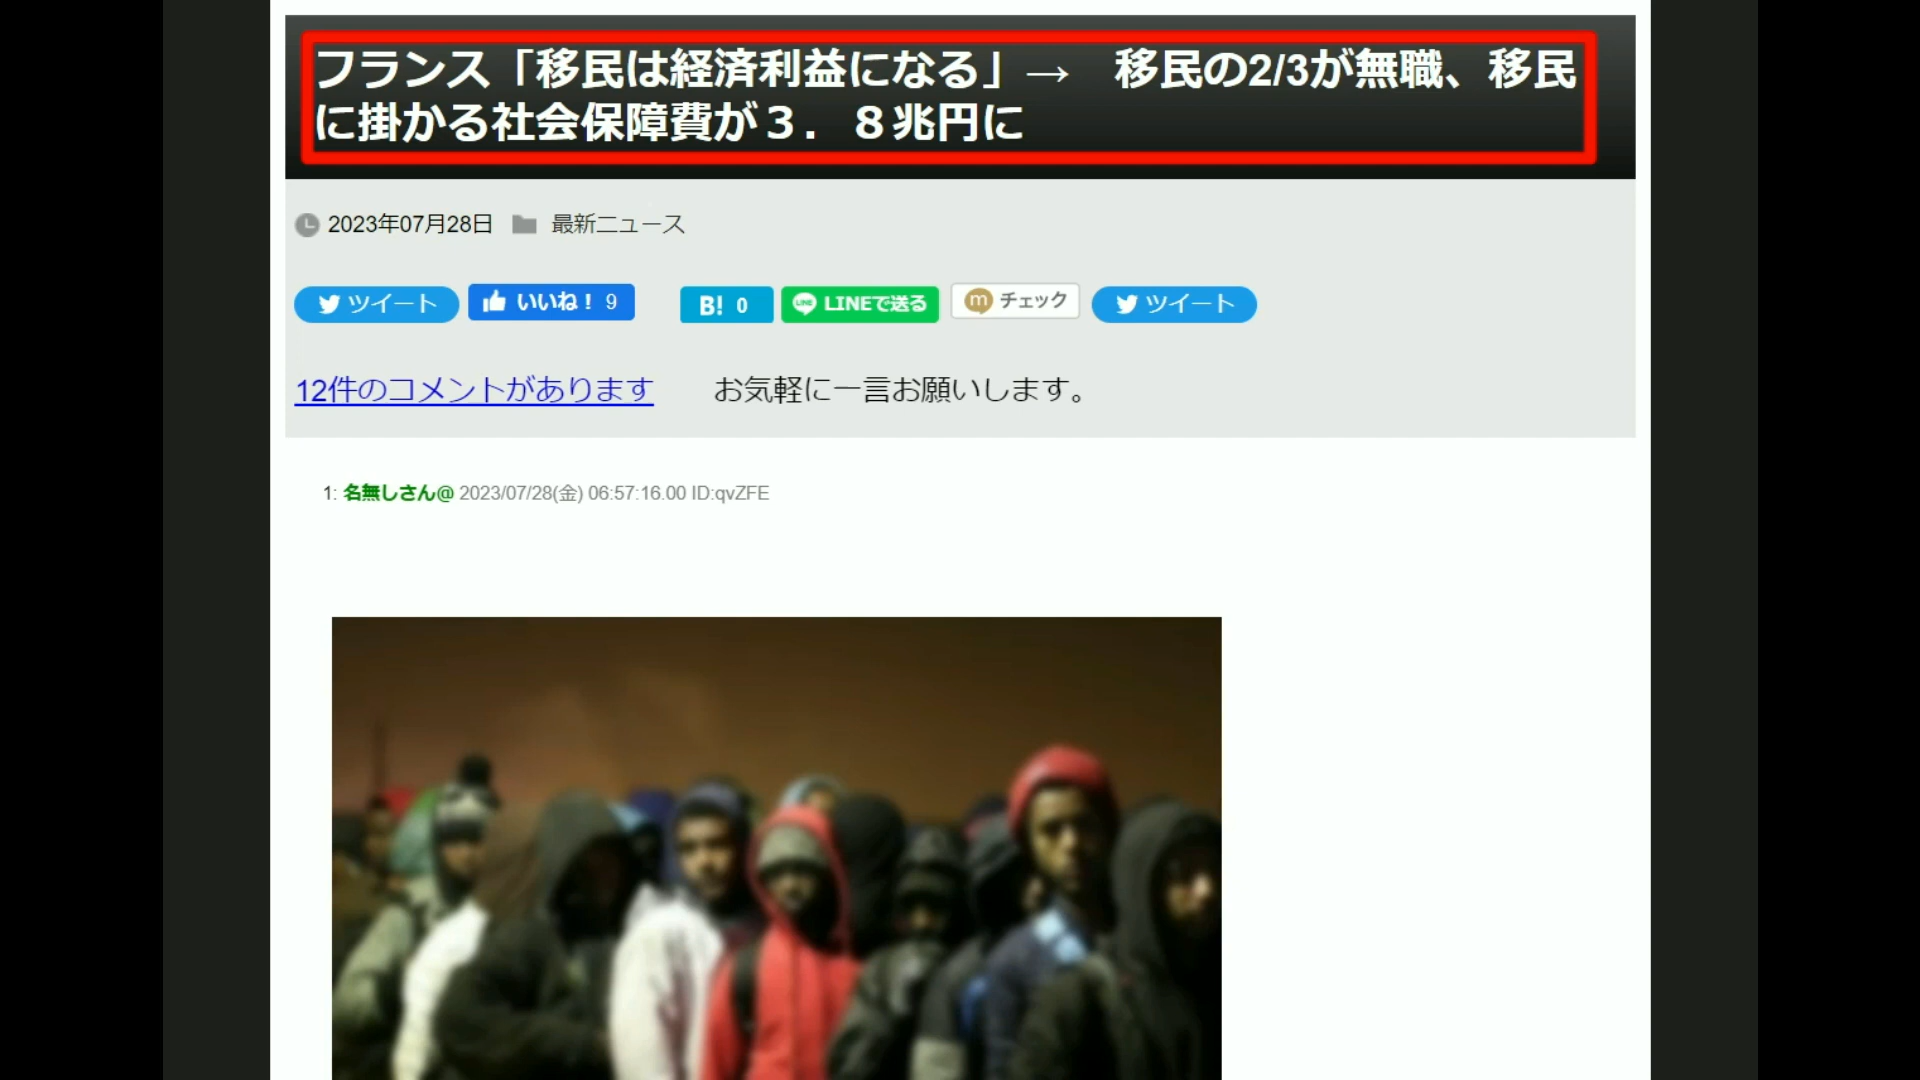 フランス「移民は経済利益になる」→　移民の2/3が無職、移民
に掛かる社会保障費が３．８兆円に
2023年07月28日 最新ニュース
ツイート いいね！ 9 B! 0 LINE LINEで送る m チェック ツイート
12件のコメントがあります お気軽に一言お願いします。
1: 名無しさん@ 2023/07/28(金) 06:57:16.00 ID:qvZFE